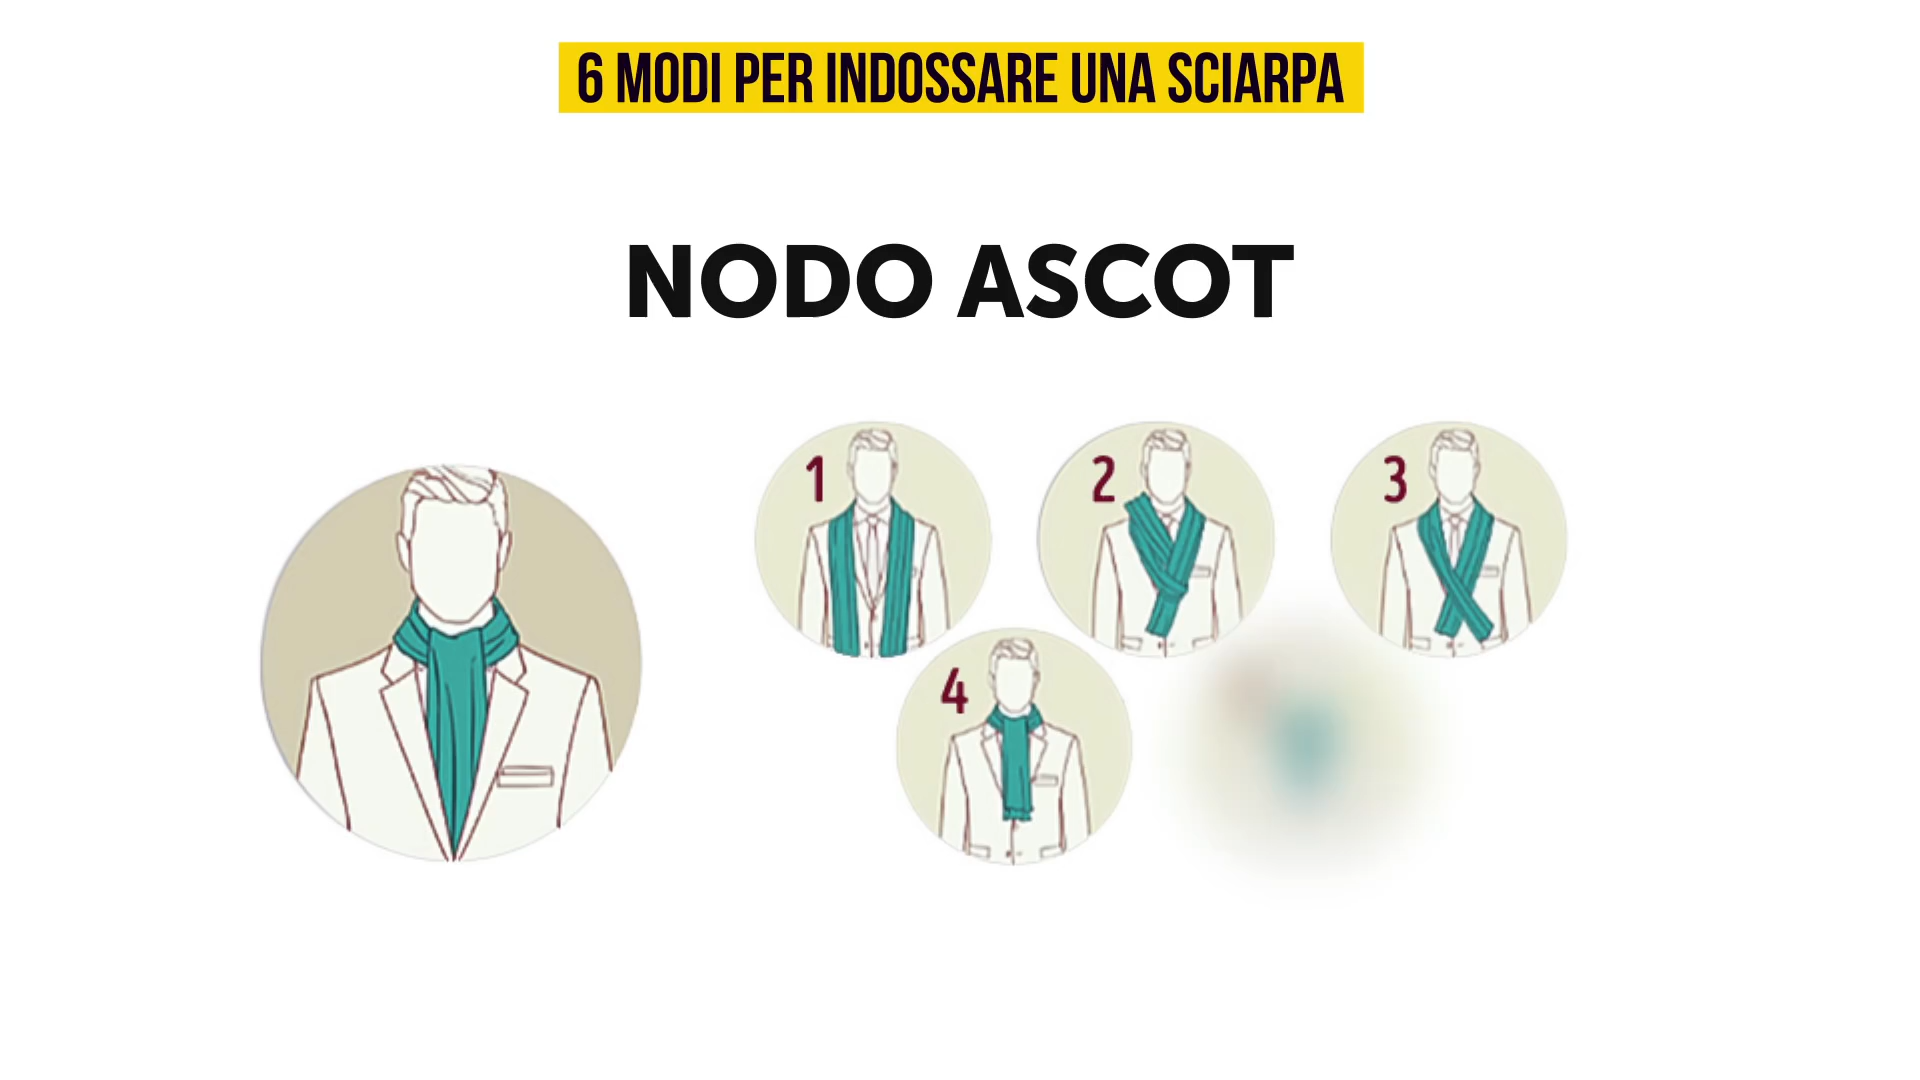 6 MODI PER INDOSSARE UNA SCIARPA
NODO ASCOT
1
2
3
4